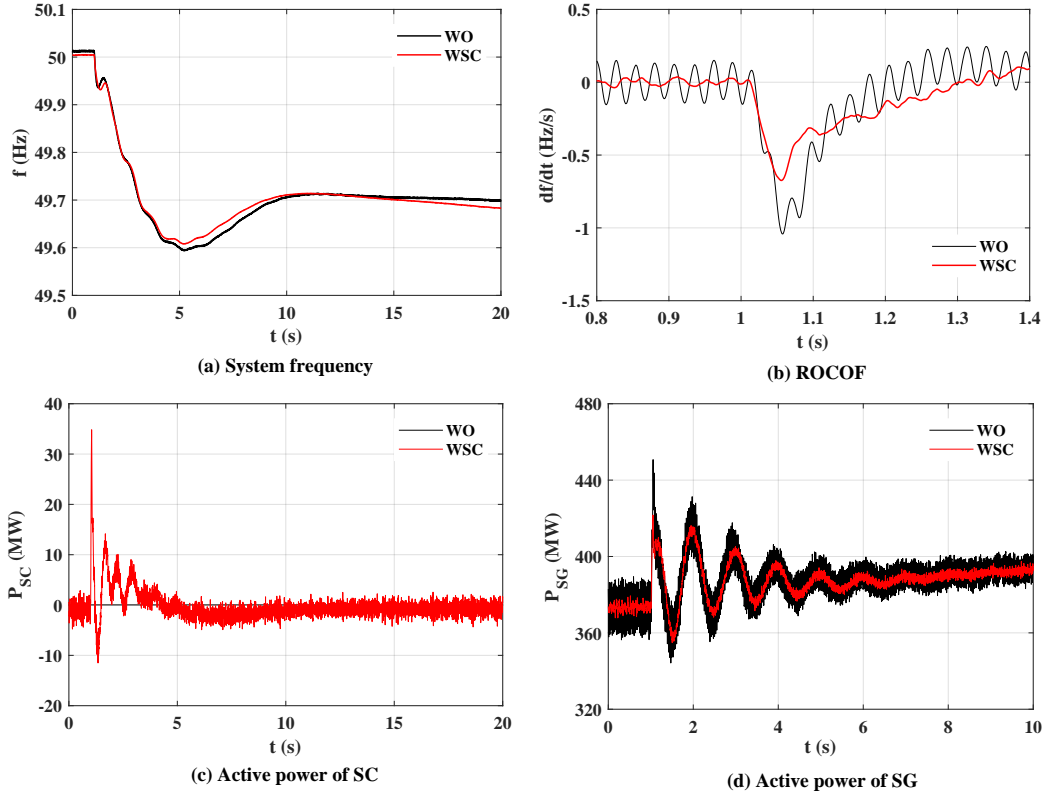 50.1
50
49.9
49.8
49.7
49.6
49.5
f (Hz)
WO
WSC
0
5
10
15
20
t (s)
(a) System frequency
0.5
0
-0.5
-1
-1.5
df/dt (Hz/s)
WO
WSC
0.8
0.9
1
1.1
1.2
1.3
1.4
t (s)
(b) ROCOF
40
30
20
10
0
-10
-20
P_SC (MW)
WO
WSC
0
5
10
15
20
t (s)
(c) Active power of SC
480
440
400
360
320
P_SG (MW)
WO
WSC
0
2
4
6
8
10
t (s)
(d) Active power of SG